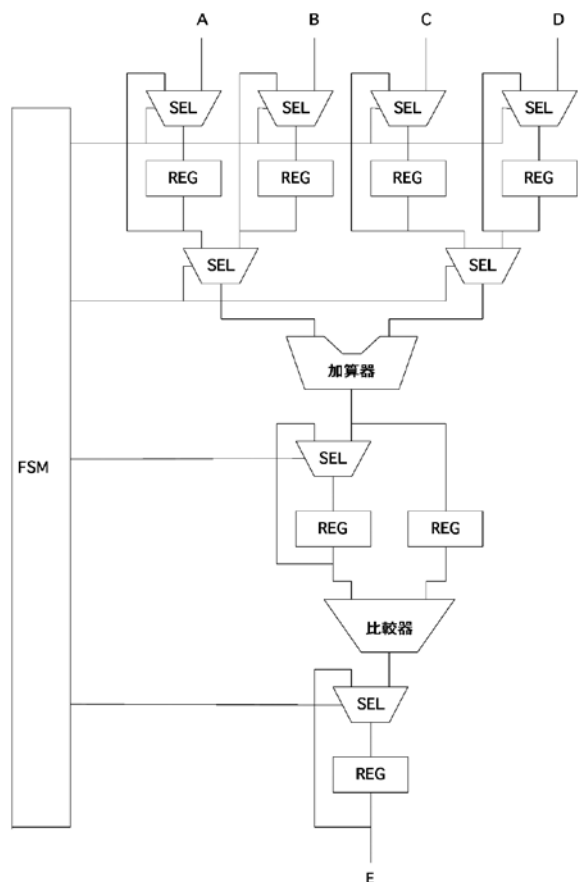 A B C D
SEL SEL SEL SEL
REG REG REG REG
SEL SEL
加算器
FSM
SEL
REG REG
比較器
SEL
REG